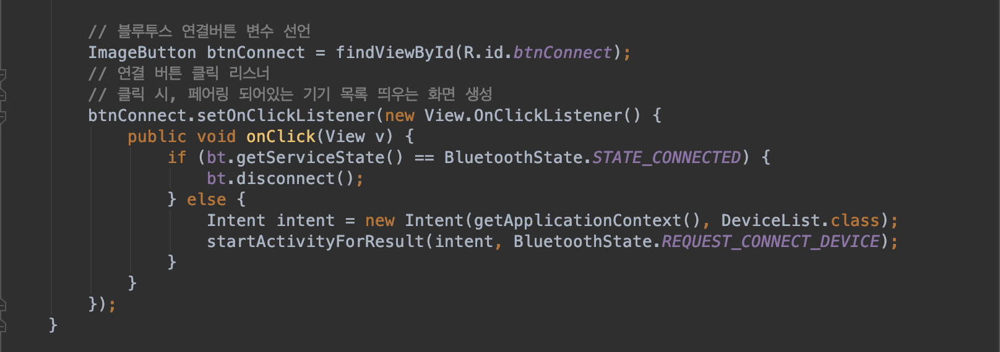 // 블루투스 연결버튼 변수 선언
ImageButton btnConnect = findViewById(R.id.btnConnect);
// 연결 버튼 클릭 리스너
// 클릭 시, 페어링 되어있는 기기 목록 띄우는 화면 생성
btnConnect.setOnClickListener(new View.OnClickListener() {
public void onClick(View v) {
if (bt.getServiceState() == BluetoothState.STATE_CONNECTED) {
bt.disconnect();
} else {
Intent intent = new Intent(getApplicationContext(), DeviceList.class);
startActivityForResult(intent, BluetoothState.REQUEST_CONNECT_DEVICE);
}
}
});
}